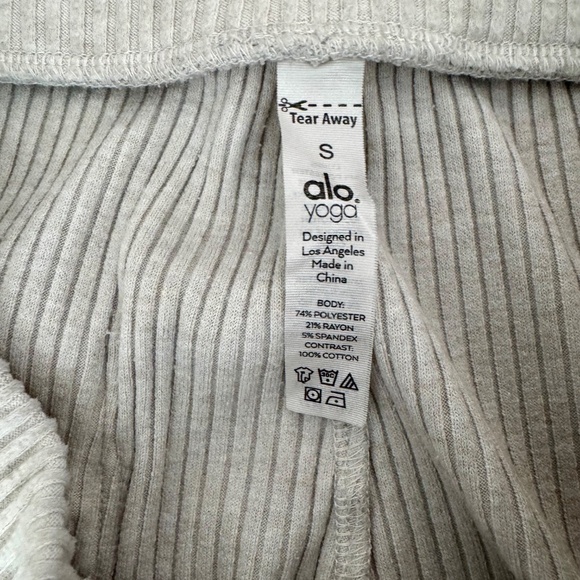 Tear Away
S
alo
yoga
Designed in
Los Angeles
Made in
China
BODY:
74% POLYESTER
21% RAYON
5% SPANDEX
CONTRAST:
100% COTTON